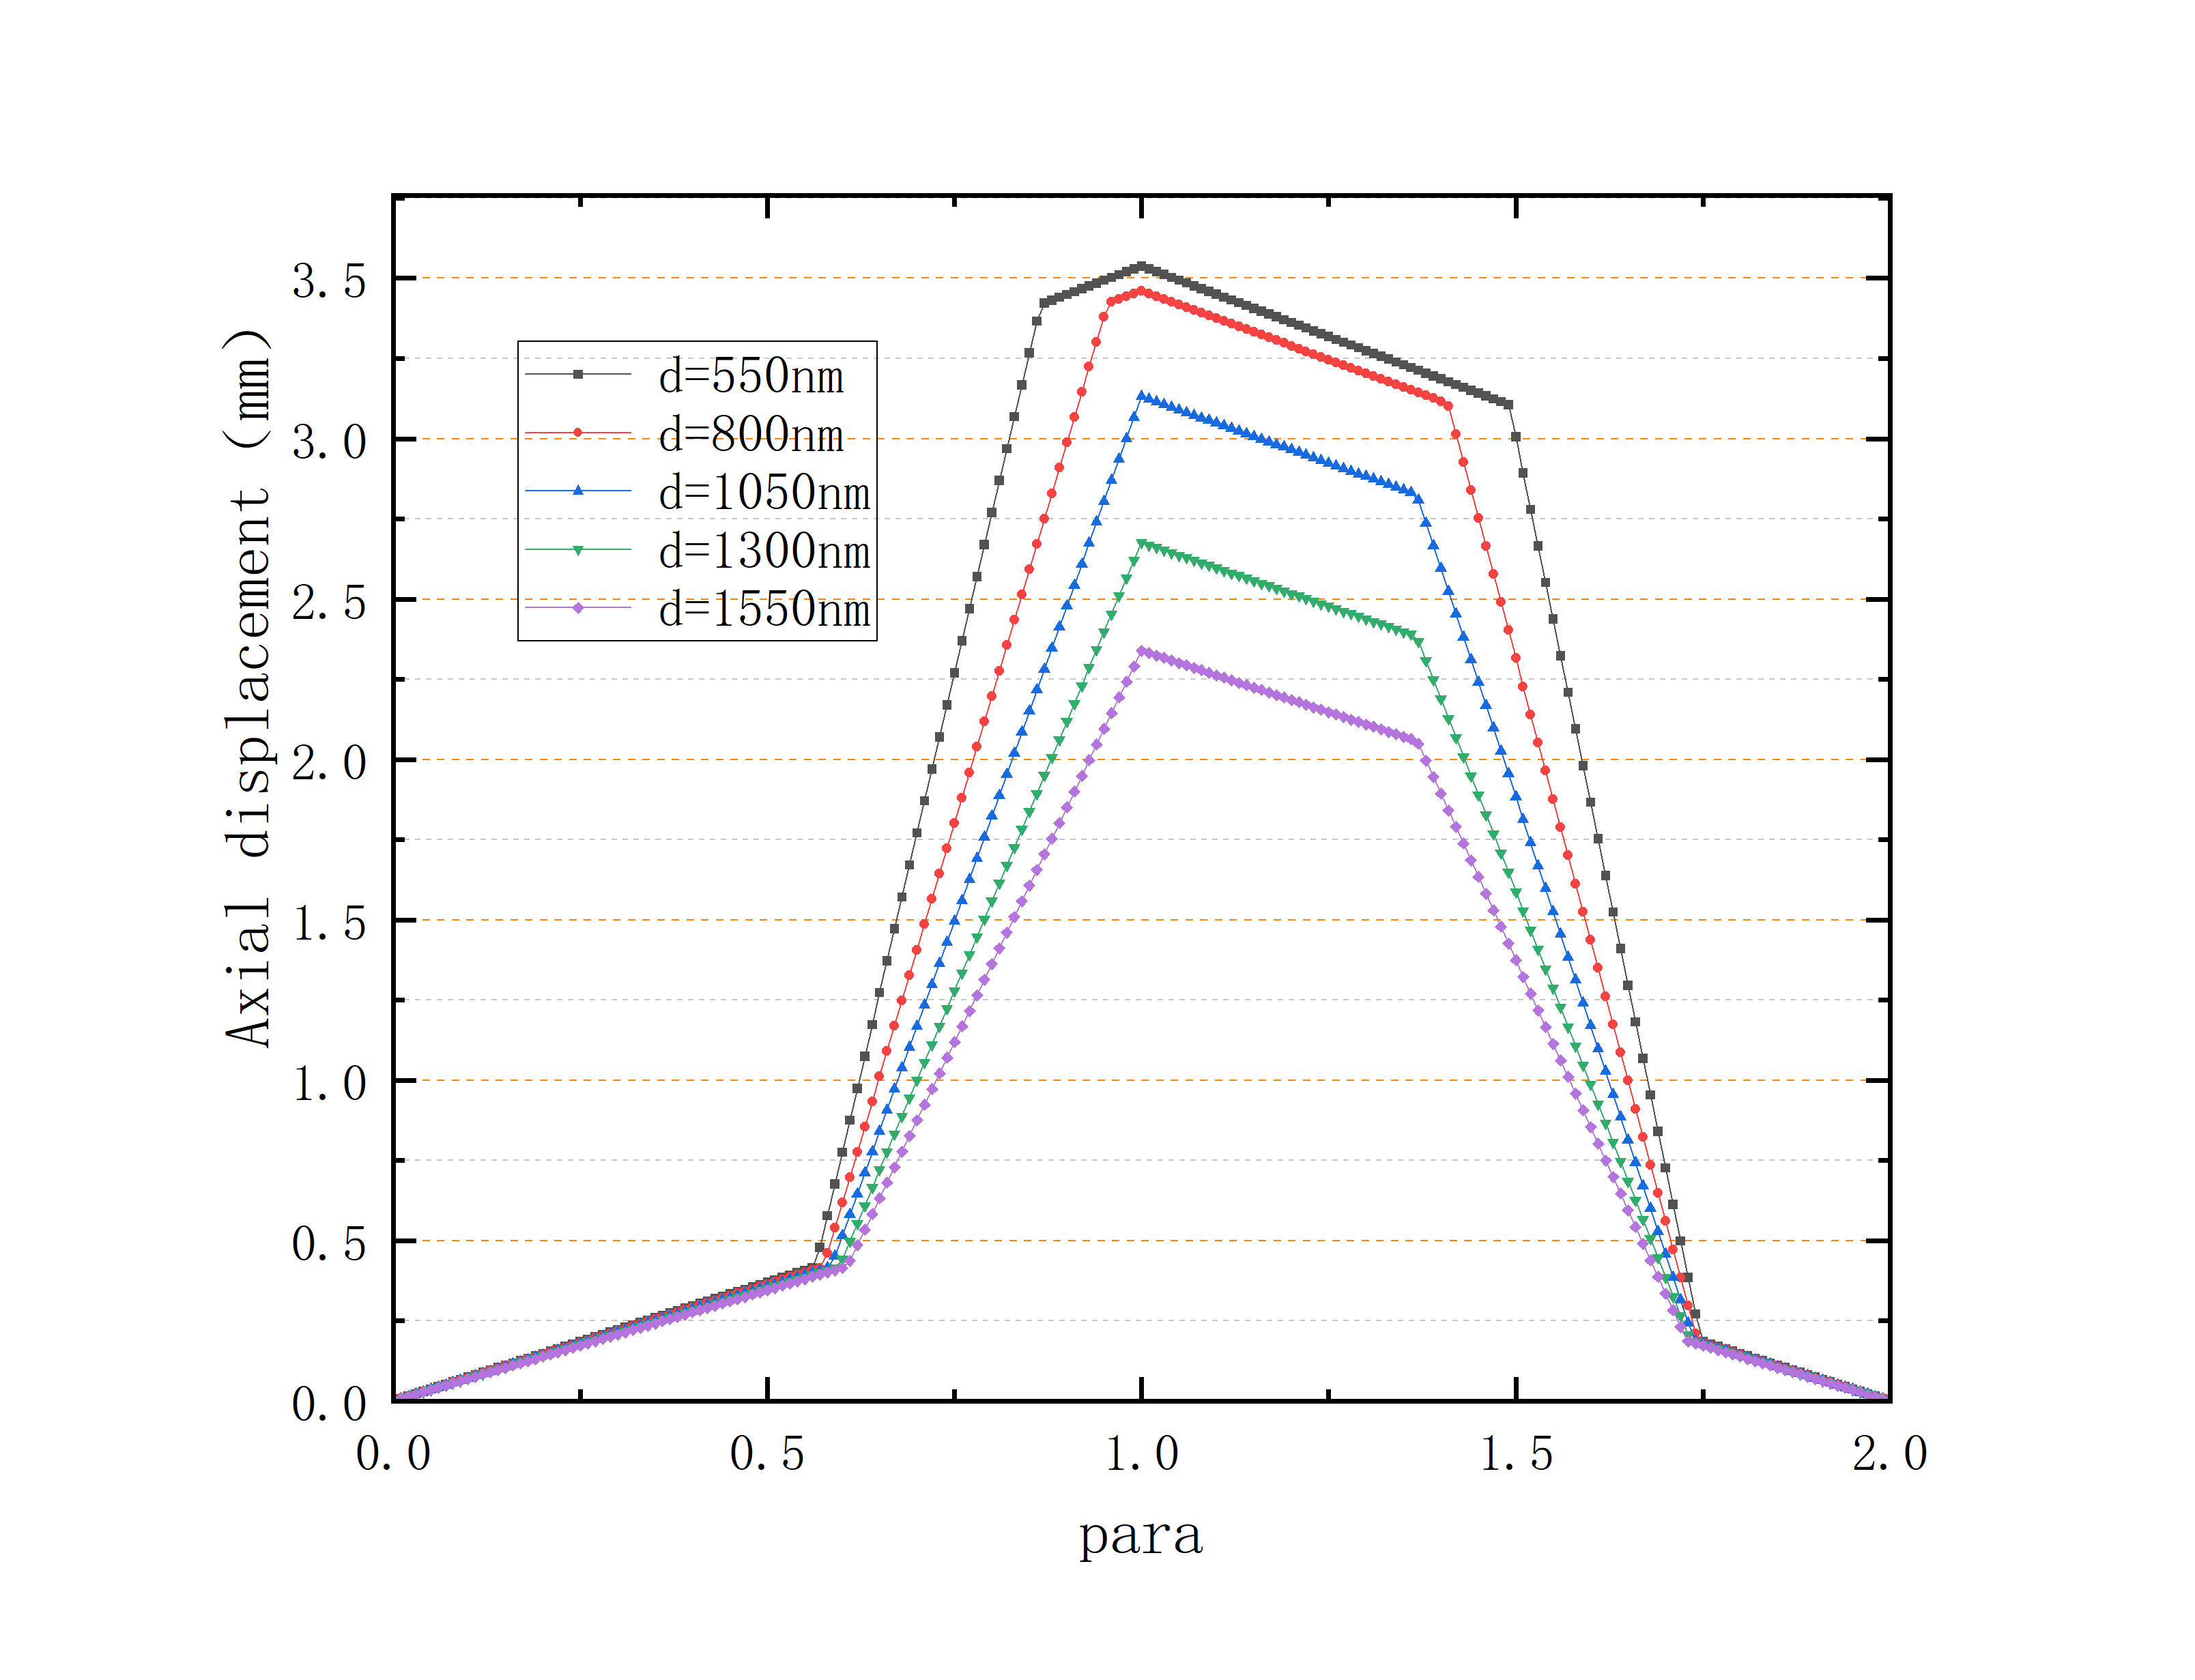 3.5
3.0
2.5
2.0
1.5
1.0
0.5
0.0
Axial displacement (mm)
d=550nm
d=800nm
d=1050nm
d=1300nm
d=1550nm
0.0 0.5 1.0 1.5 2.0
para